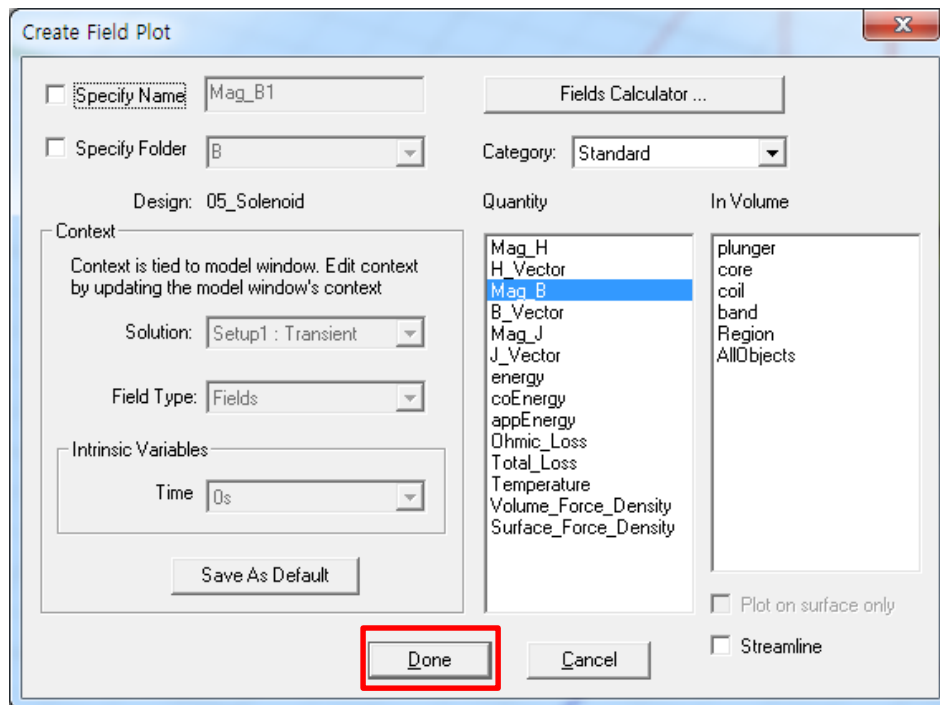 Create Field Plot
Specify Name
Mag_B1
Fields Calculator ...
Specify Folder
B
Category:
Standard
Design: 05_Solenoid
Quantity
In Volume
Context
Context is tied to model window. Edit context
by updating the model window's context
Solution:
Setup1 : Transient
Field Type:
Fields
Intrinsic Variables
Time
0s
Save As Default
Mag_H
H_Vector
Mag_B
B_Vector
Mag_J
J_Vector
energy
coEnergy
appEnergy
Ohmic_Loss
Total_Loss
Temperature
Volume_Force_Density
Surface_Force_Density
plunger
core
coil
band
Region
AllObjects
Plot on surface only
Streamline
Done
Cancel